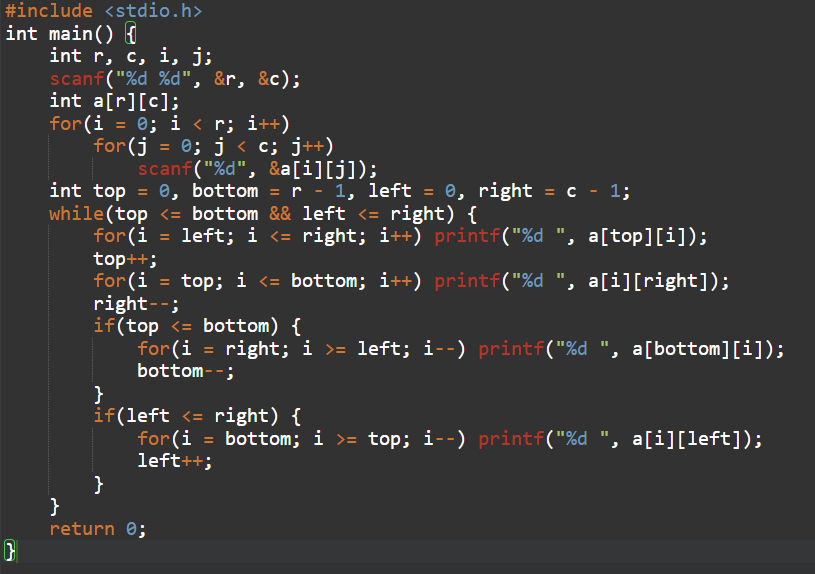 #include <stdio.h>
int main() {
    int r, c, i, j;
    scanf("%d %d", &r, &c);
    int a[r][c];
    for(i = 0; i < r; i++)
        for(j = 0; j < c; j++)
            scanf("%d", &a[i][j]);
    int top = 0, bottom = r - 1, left = 0, right = c - 1;
    while(top <= bottom && left <= right) {
        for(i = left; i <= right; i++) printf("%d ", a[top][i]);
        top++;
        for(i = top; i <= bottom; i++) printf("%d ", a[i][right]);
        right--;
        if(top <= bottom) {
            for(i = right; i >= left; i--) printf("%d ", a[bottom][i]);
            bottom--;
        }
        if(left <= right) {
            for(i = bottom; i >= top; i--) printf("%d ", a[i][left]);
            left++;
        }
    }
    return 0;
}